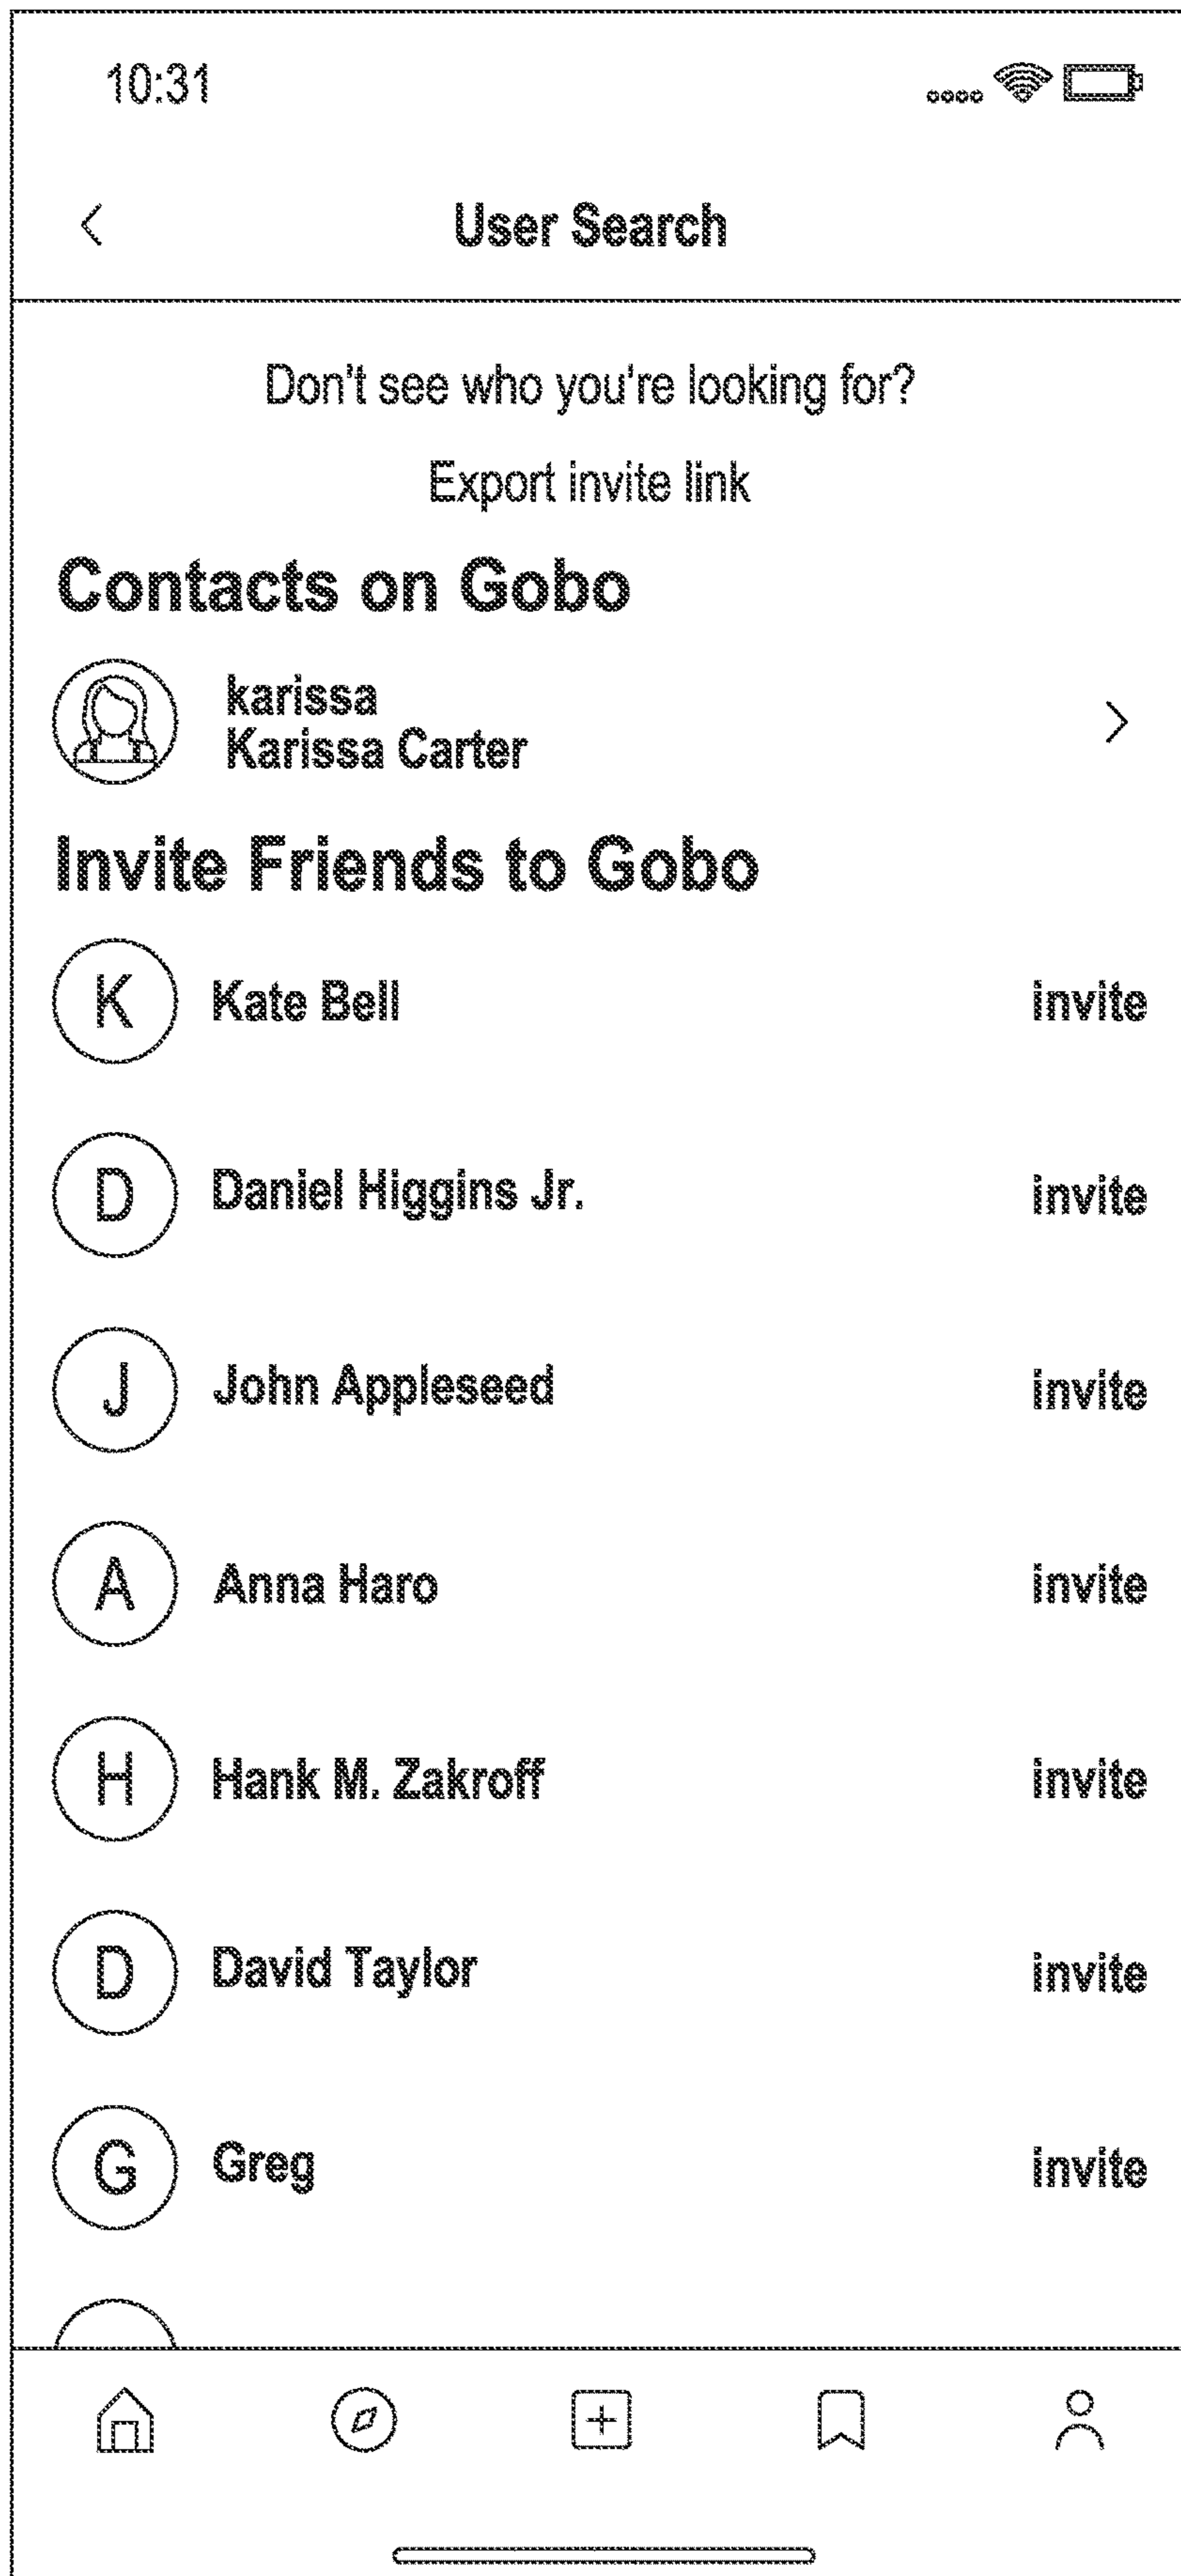 10:31
User Search
Don't see who you're looking for?
Export invite link
Contacts on Gobo
karissa
Karissa Carter
Invite Friends to Gobo
K Kate Bell invite
D Daniel Higgins Jr. invite
J John Appleseed invite
A Anna Haro invite
H Hank M. Zakroff invite
D David Taylor invite
G Greg invite